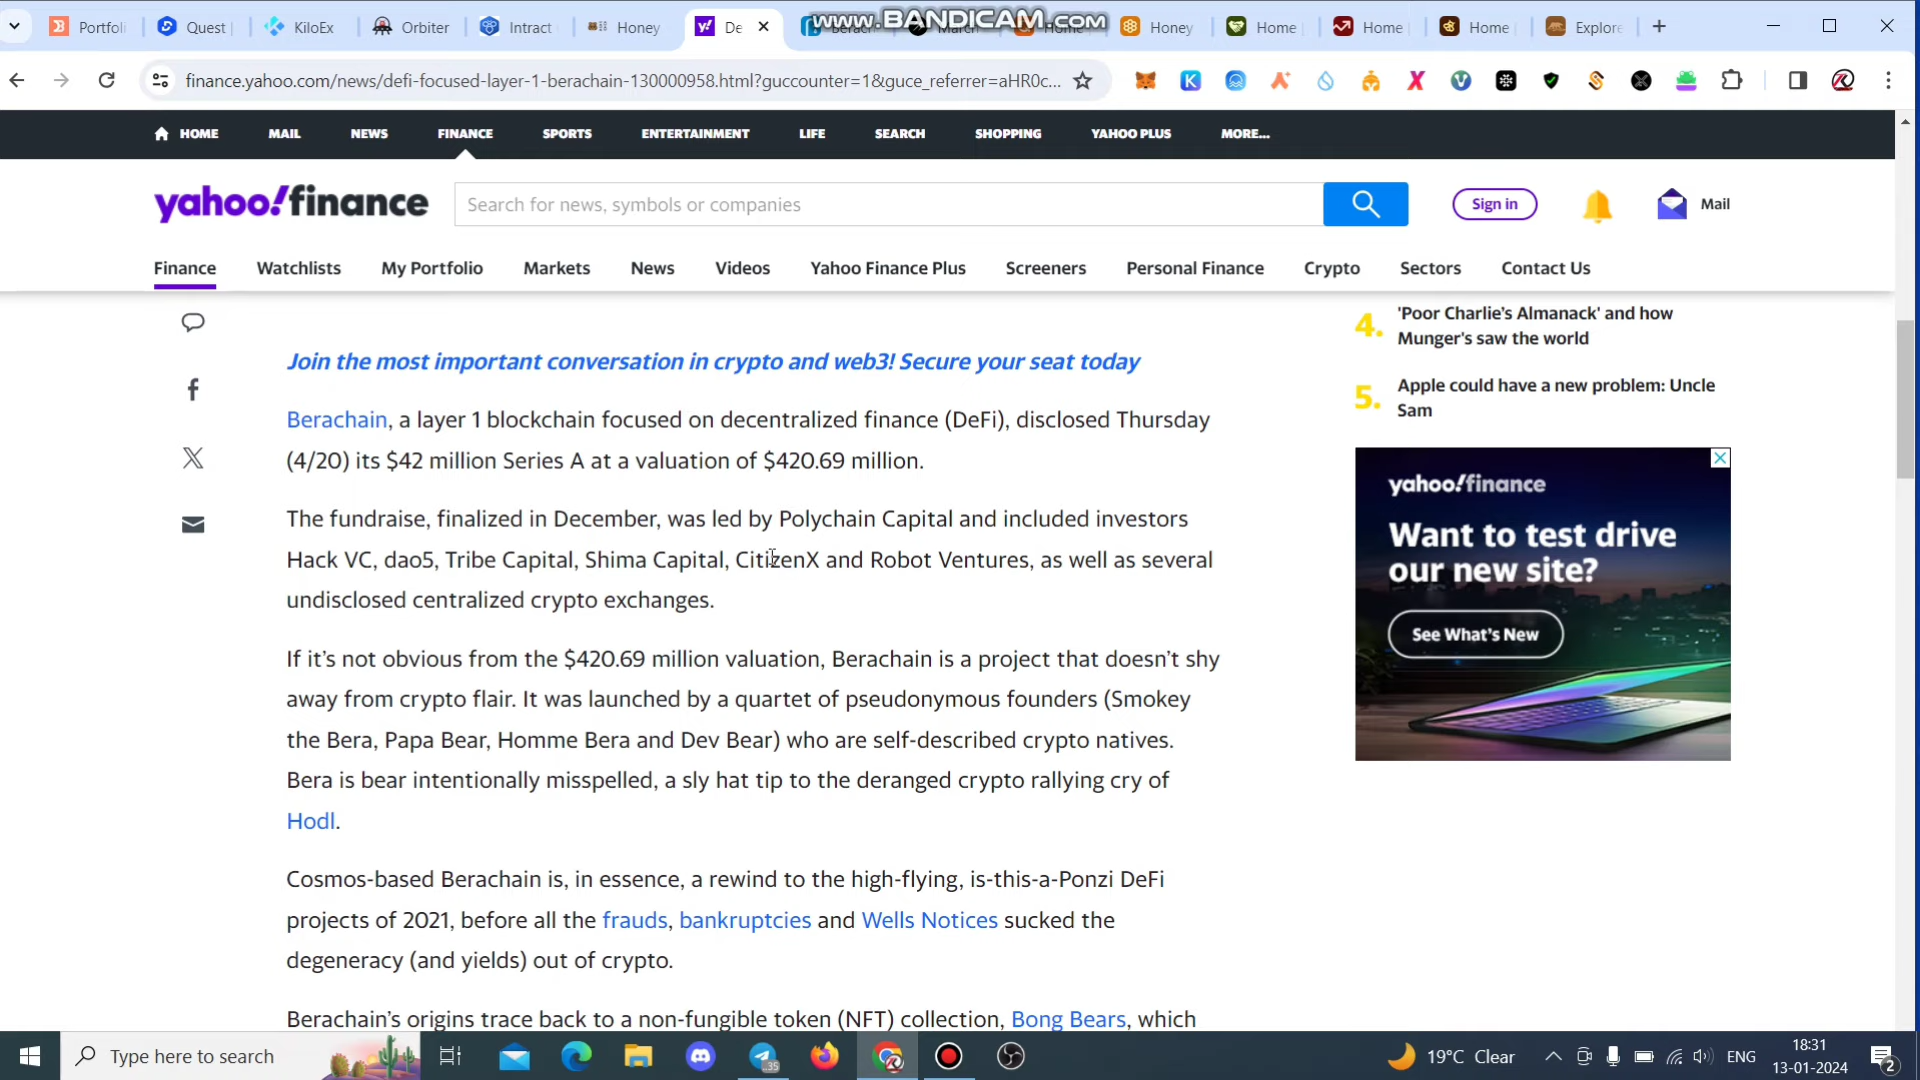 Portfoli
Quest
KiloEx
Orbiter
Intract
Honey
De
www.BANDICAM.com
Home
Honey
Home
Home
Home
Explore
finance.yahoo.com/news/defi-focused-layer-1-berachain-130000958.html?guccounter=1&guce_referrer=aHR0c...
HOME MAIL NEWS FINANCE SPORTS ENTERTAINMENT LIFE SEARCH SHOPPING YAHOO PLUS MORE...
yahoo!finance
Search for news, symbols or companies
Sign in
Mail
Finance Watchlists My Portfolio Markets News Videos Yahoo Finance Plus Screeners Personal Finance Crypto Sectors Contact Us
Join the most important conversation in crypto and web3! Secure your seat today
Berachain, a layer 1 blockchain focused on decentralized finance (DeFi), disclosed Thursday
(4/20) its $42 million Series A at a valuation of $420.69 million.
The fundraise, finalized in December, was led by Polychain Capital and included investors
Hack VC, dao5, Tribe Capital, Shima Capital, CitizenX and Robot Ventures, as well as several
undisclosed centralized crypto exchanges.
If it's not obvious from the $420.69 million valuation, Berachain is a project that doesn't shy
away from crypto flair. It was launched by a quartet of pseudonymous founders (Smokey
the Bera, Papa Bear, Homme Bera and Dev Bear) who are self-described crypto natives.
Bera is bear intentionally misspelled, a sly hat tip to the deranged crypto rallying cry of
Hodl.
Cosmos-based Berachain is, in essence, a rewind to the high-flying, is-this-a-Ponzi DeFi
projects of 2021, before all the frauds, bankruptcies and Wells Notices sucked the
degeneracy (and yields) out of crypto.
Berachain's origins trace back to a non-fungible token (NFT) collection, Bong Bears, which
4. 'Poor Charlie's Almanack' and how
Munger's saw the world
5. Apple could have a new problem: Uncle
Sam
yahoo!finance
Want to test drive
our new site?
See What's New
Type here to search
35
19°C Clear
ENG
18:31
13-01-2024
2